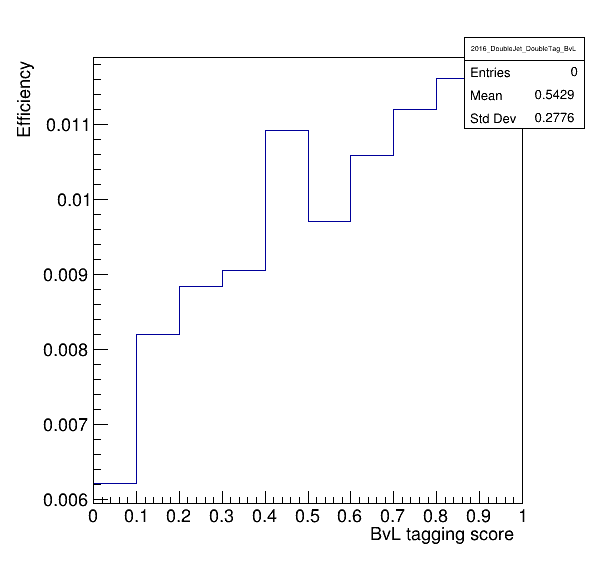 2016_DoubleJet_DoubleTag_BvL
Entries 0
Mean 0.5429
Std Dev 0.2776
Efficiency
0.011
0.01
0.009
0.008
0.007
0.006
0 0.1 0.2 0.3 0.4 0.5 0.6 0.7 0.8 0.9 1
BvL tagging score